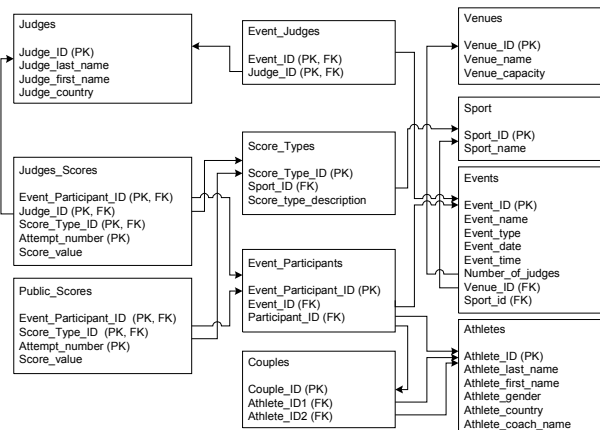 Judges
Judge_ID (PK)
Judge_last_name
Judge_first_name
Judge_country
Event_Judges
Event_ID (PK, FK)
Judge_ID (PK, FK)
Venues
Venue_ID (PK)
Venue_name
Venue_capacity
Sport
Sport_ID (PK)
Sport_name
Score_Types
Score_Type_ID (PK)
Sport_ID (FK)
Score_type_description
Judges_Scores
Event_Participant_ID (PK, FK)
Judge_ID (PK, FK)
Score_Type_ID (PK, FK)
Attempt_number (PK)
Score_value
Events
Event_ID (PK)
Event_name
Event_type
Event_date
Event_time
Number_of_judges
Venue_ID (FK)
Sport_id (FK)
Event_Participants
Event_Participant_ID (PK)
Event_ID (FK)
Participant_ID (FK)
Public_Scores
Event_Participant_ID (PK, FK)
Score_Type_ID (PK, FK)
Attempt_number (PK)
Score_value
Couples
Couple_ID (PK)
Athlete_ID1 (FK)
Athlete_ID2 (FK)
Athletes
Athlete_ID (PK)
Athlete_last_name
Athlete_first_name
Athlete_gender
Athlete_country
Athlete_coach_name